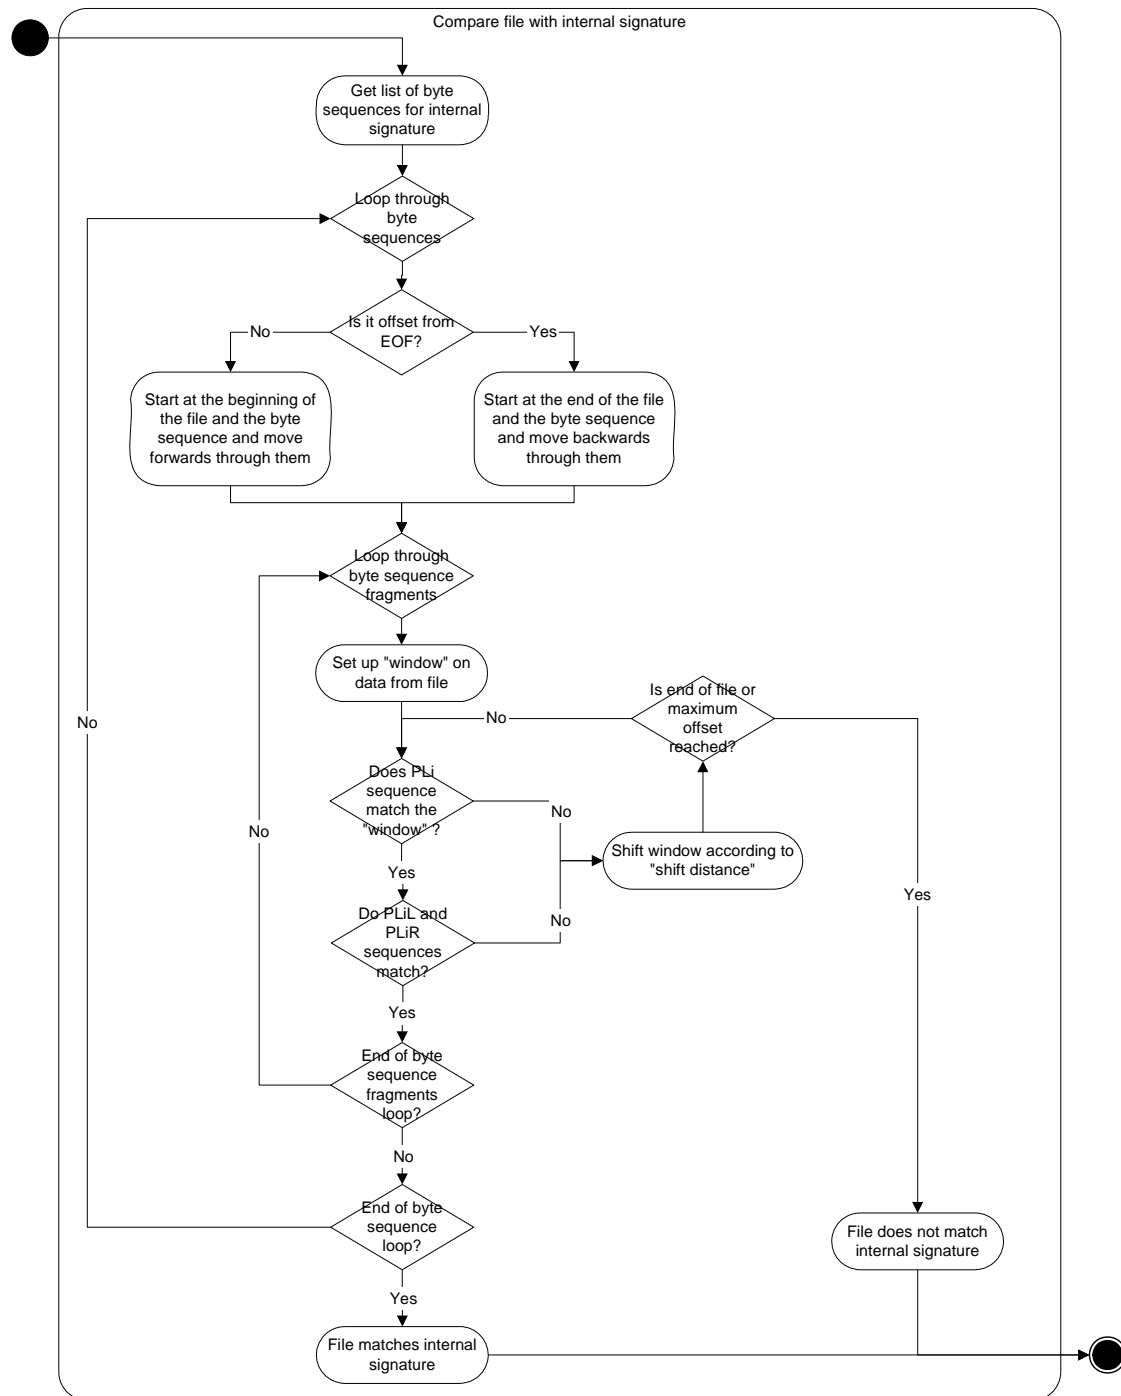 Compare file with internal signature
Get list of byte
sequences for internal
signature
Loop through
byte
sequences
Is it offset from
EOF?
No
Yes
Start at the beginning of
the file and the byte
sequence and move
forwards through them
Start at the end of the file
and the byte sequence
and move backwards
through them
Loop through
byte sequence
fragments
Set up "window" on
data from file
Is end of file or
maximum
offset
reached?
No
No
Does PLi
sequence
match the
"window" ?
No
No
Shift window according to
"shift distance"
Yes
Yes
Do PLiL and
PLiR
sequences
match?
No
Yes
End of byte
sequence
fragments
loop?
No
End of byte
sequence
loop?
File does not match
internal signature
Yes
File matches internal
signature